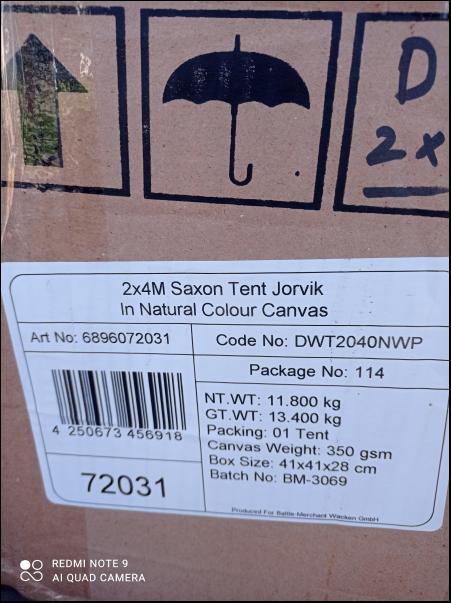 D
2x
2x4M Saxon Tent Jorvik
In Natural Colour Canvas
Art No: 6896072031
Code No: DWT2040NWP
Package No: 114
4 250673 456918
72031
NT.WT: 11.800 kg
GT.WT: 13.400 kg
Packing: 01 Tent
Canvas Weight: 350 gsm
Box Size: 41x41x28 cm
Batch No: BM-3069
Produced For Battle-Merchant Wacken GmbH
REDMI NOTE 9
AI QUAD CAMERA